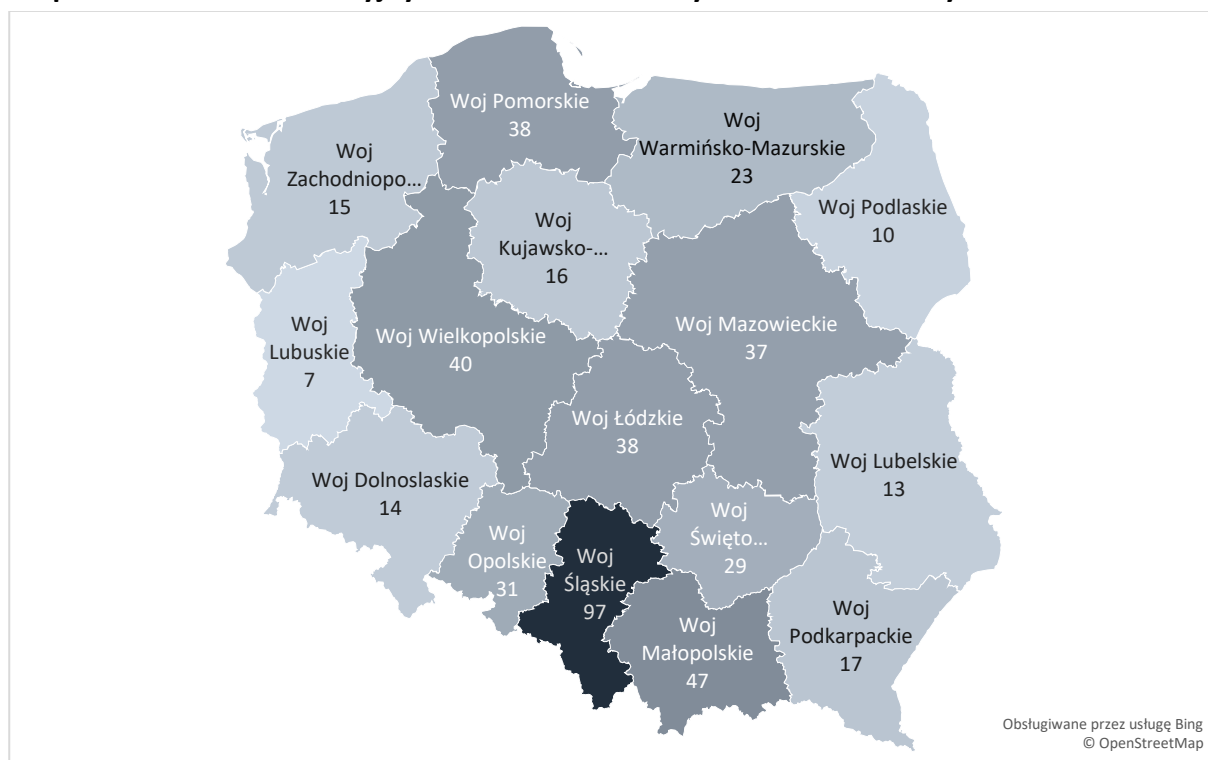 Woj Pomorskie
38
Woj
Warmińsko-Mazurskie
23
Woj
Zachodniopo...
15
Woj Podlaskie
10
Woj
Kujawsko-...
16
Woj Mazowieckie
37
Woj
Lubuskie
7
Woj Wielkopolskie
40
Woj Łódzkie
38
Woj Lubelskie
13
Woj Dolnoslaskie
14
Woj
Opolskie
31
Woj
Śląskie
97
Woj
Święto...
29
Woj
Małopolskie
47
Woj
Podkarpackie
17
Obsługiwane przez usługę Bing
© OpenStreetMap